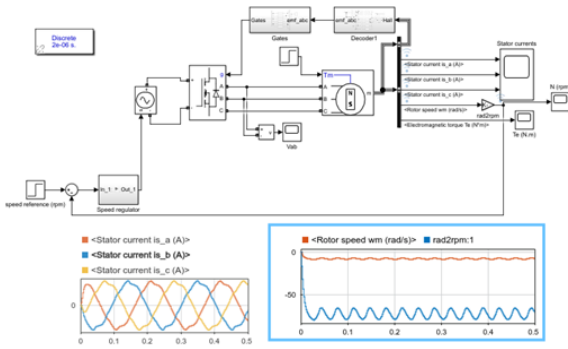 Discrete
2e-06 s.
Gates emf_abc
Gates
emf_abc Hall
Decoder1
Stator currents
<Stator current is_a (A)>
<Stator current is_b (A)>
<Stator current is_c (A)>
<Rotor speed wm (rad/s)>
<Electromagnetic torque Te (N*m)>
rad2rpm
N (rpm)
Te (N.m)
g
A
B
C
Tm
A
B
C
m
N
S
Vab
In_1 Out_1
Speed regulator
speed reference (rpm)
<Stator current is_a (A)>
<Stator current is_b (A)>
<Stator current is_c (A)>
0
0 0.1 0.2 0.3 0.4 0.5
<Rotor speed wm (rad/s)> rad2rpm:1
0
-50
0 0.1 0.2 0.3 0.4 0.5